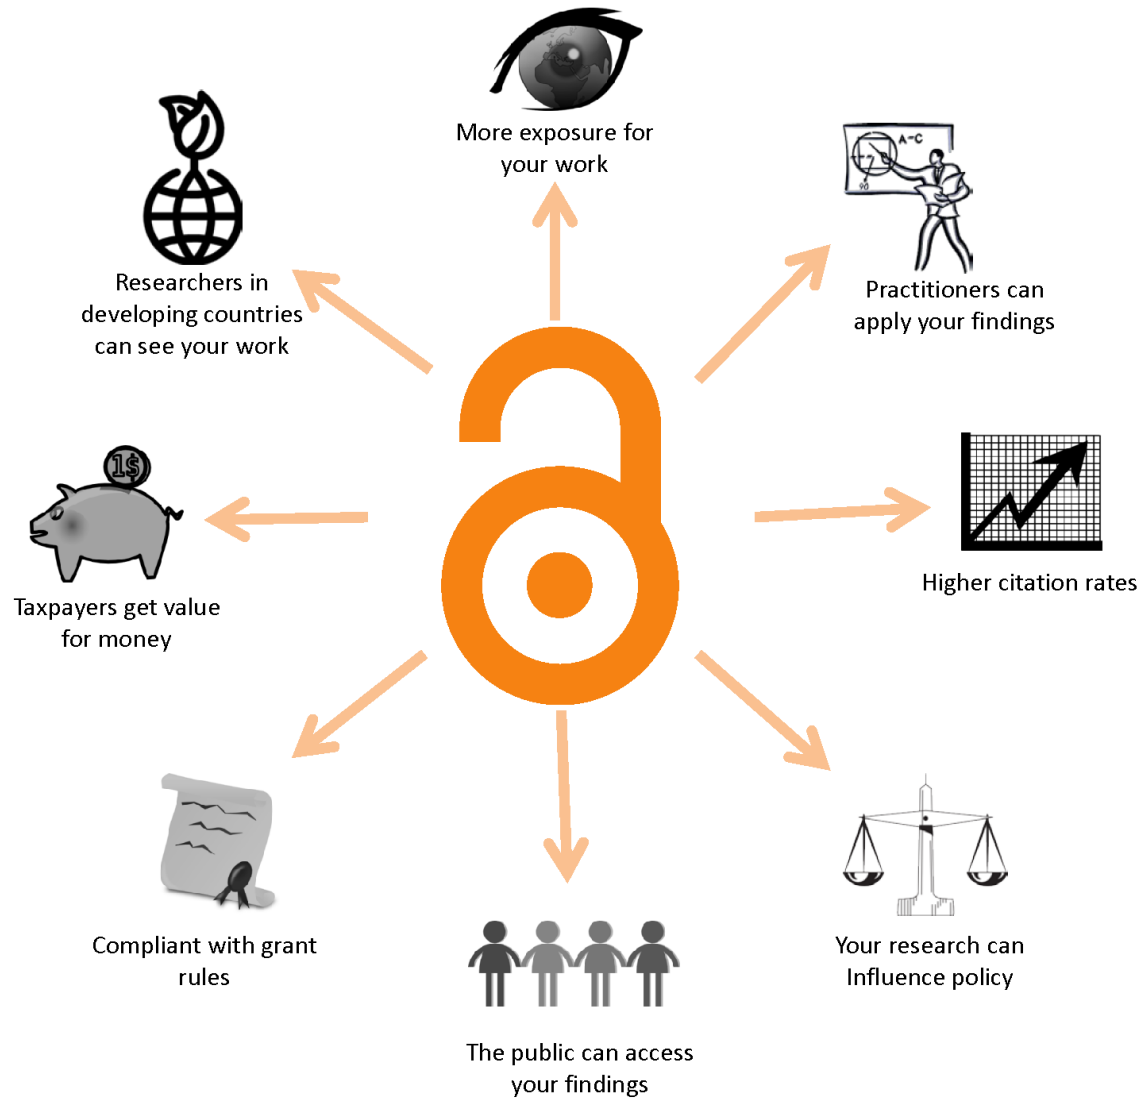 More exposure for
your work
A=C
90
Practitioners can
apply your findings
Researchers in
developing countries
can see your work
1$
Higher citation rates
Taxpayers get value
for money
Compliant with grant
rules
Your research can
Influence policy
The public can access
your findings